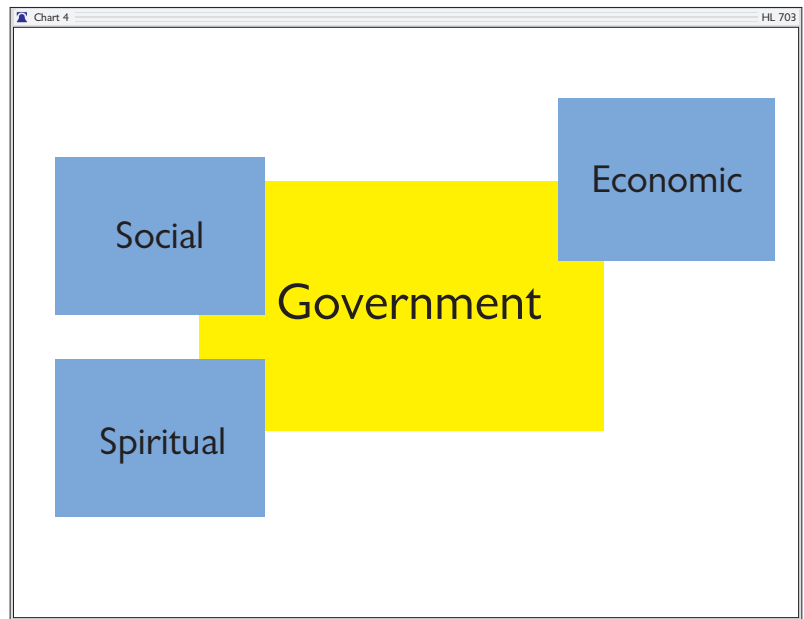 Chart 4
HL 703
Economic
Social
Government
Spiritual